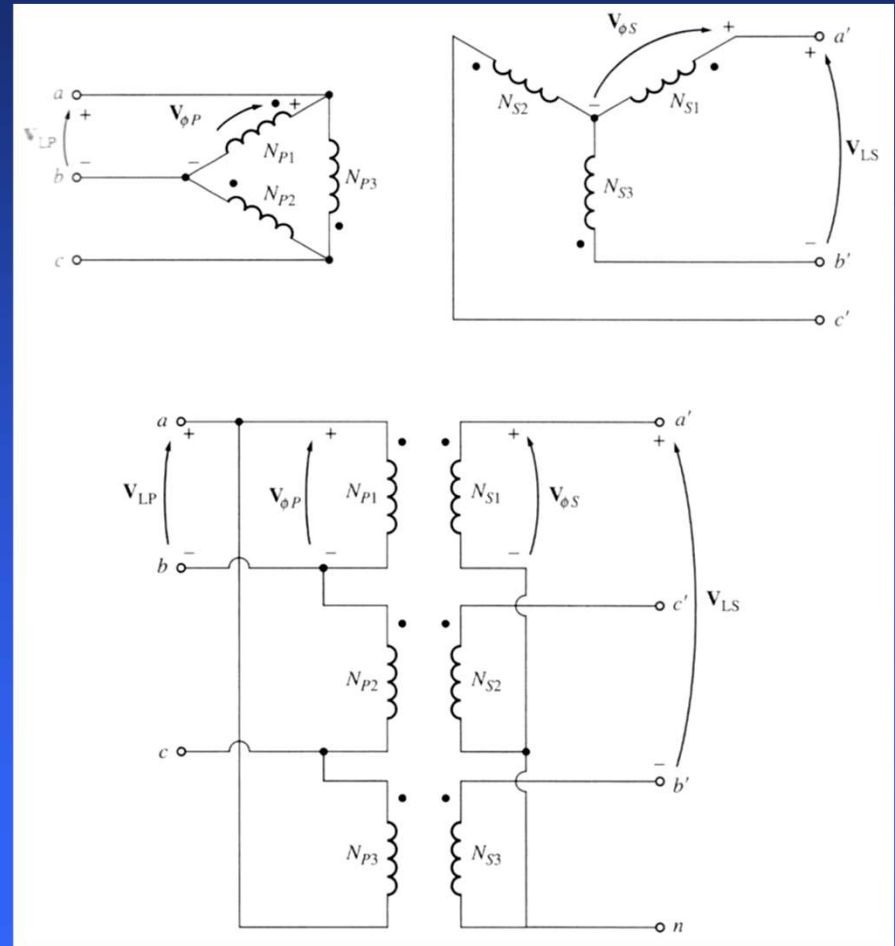 V_ϕS
+
a'
+
N_S2
−
N_S1
V_LS
N_S3
−
b'
c'
a
+
V_ϕP
+
V_LP
N_P1
−
−
b
N_P2
N_P3
c
a
+
+
V_LP
V_ϕP
N_P1
−
−
b
N_P2
c
N_P3
+
a'
+
N_S1
V_ϕS
−
c'
V_LS
N_S2
−
b'
N_S3
n